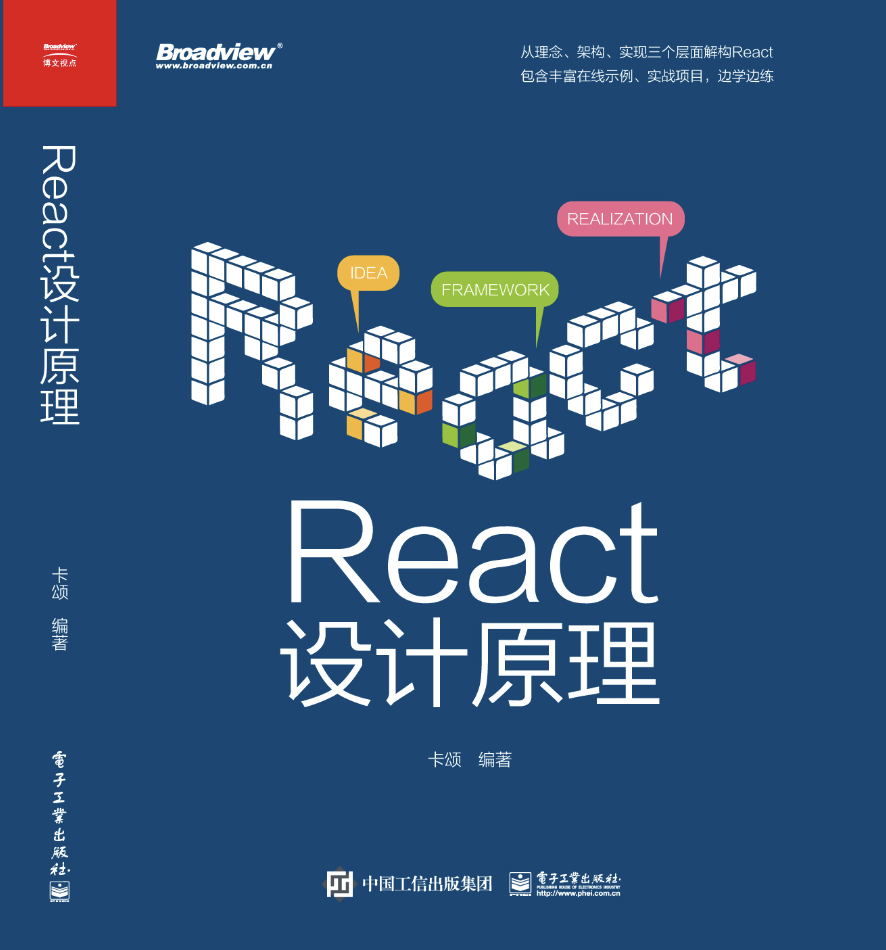 Broadview
博文视点
React设计原理
卡颂 编著
電子工業出版社·
Broadview®
www.broadview.com.cn
从理念、架构、实现三个层面解构React
包含丰富在线示例、实战项目，边学边练
REALIZATION
IDEA
FRAMEWORK
React
React
设计原理
卡颂 编著
中国工信出版集团
電子工業出版社·
PUBLISHING HOUSE OF ELECTRONICS INDUSTRY
http://www.phei.com.cn